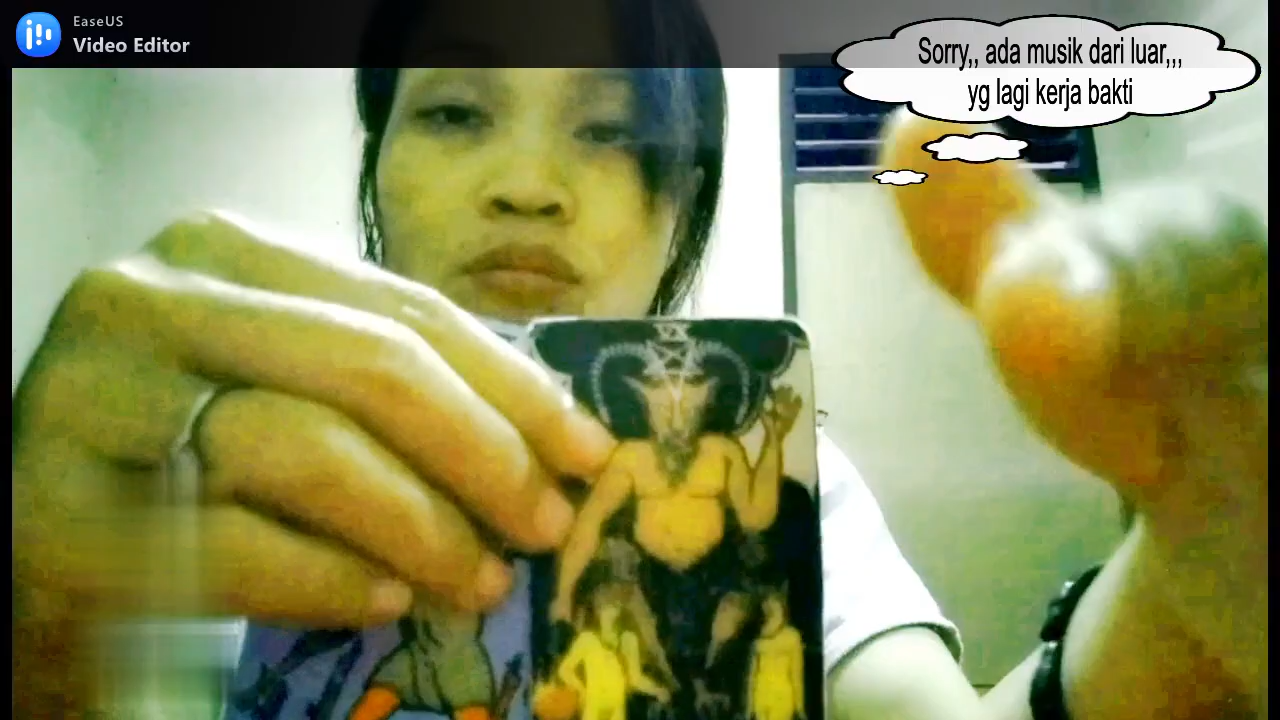 EaseUS
Video Editor
Sorry,, ada musik dari luar,,,
yg lagi kerja bakti